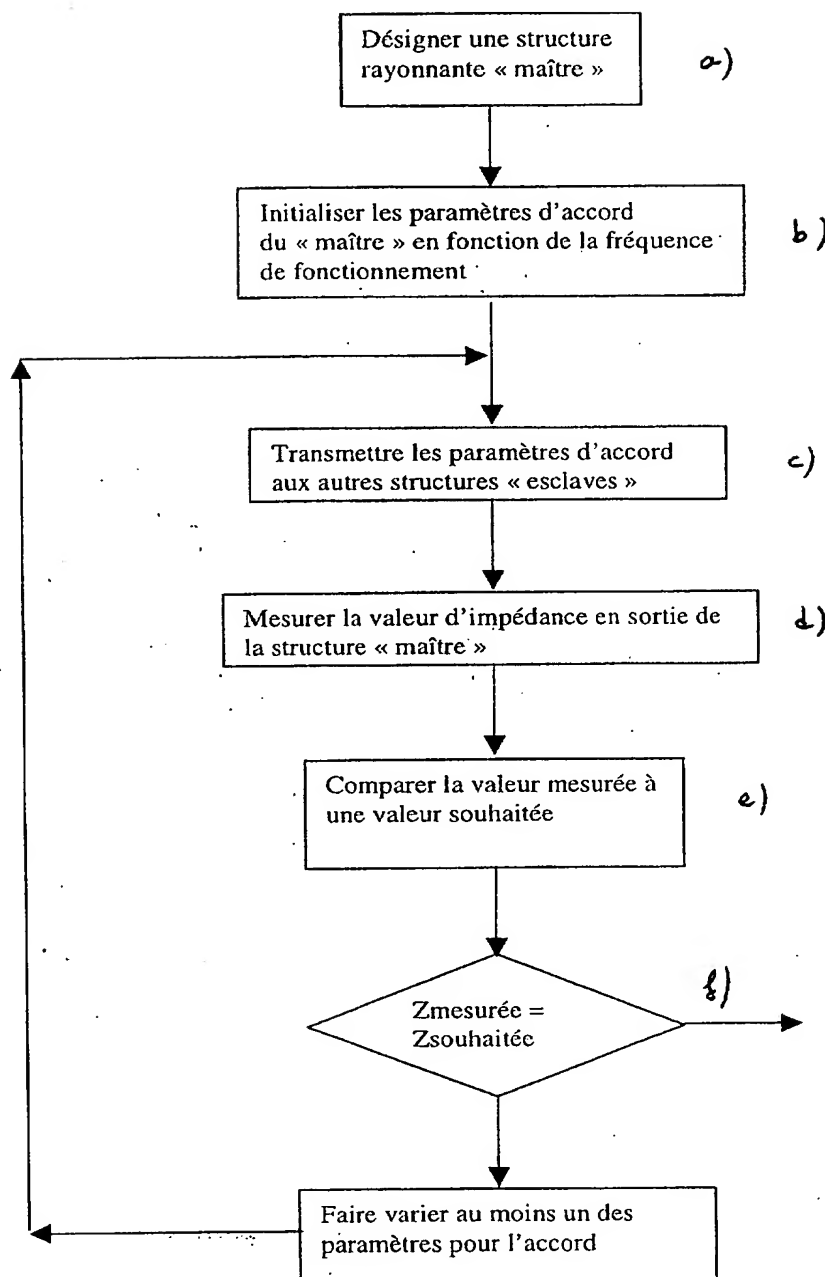 Désigner une structure
rayonnante « maître »
a)
Initialiser les paramètres d'accord
du « maître » en fonction de la fréquence
de fonctionnement
b)
Transmettre les paramètres d'accord
aux autres structures « esclaves »
c)
Mesurer la valeur d'impédance en sortie de
la structure « maître »
d)
Comparer la valeur mesurée à
une valeur souhaitée
e)
Zmesurée =
Zsouhaitée
f)
Faire varier au moins un des
paramètres pour l'accord